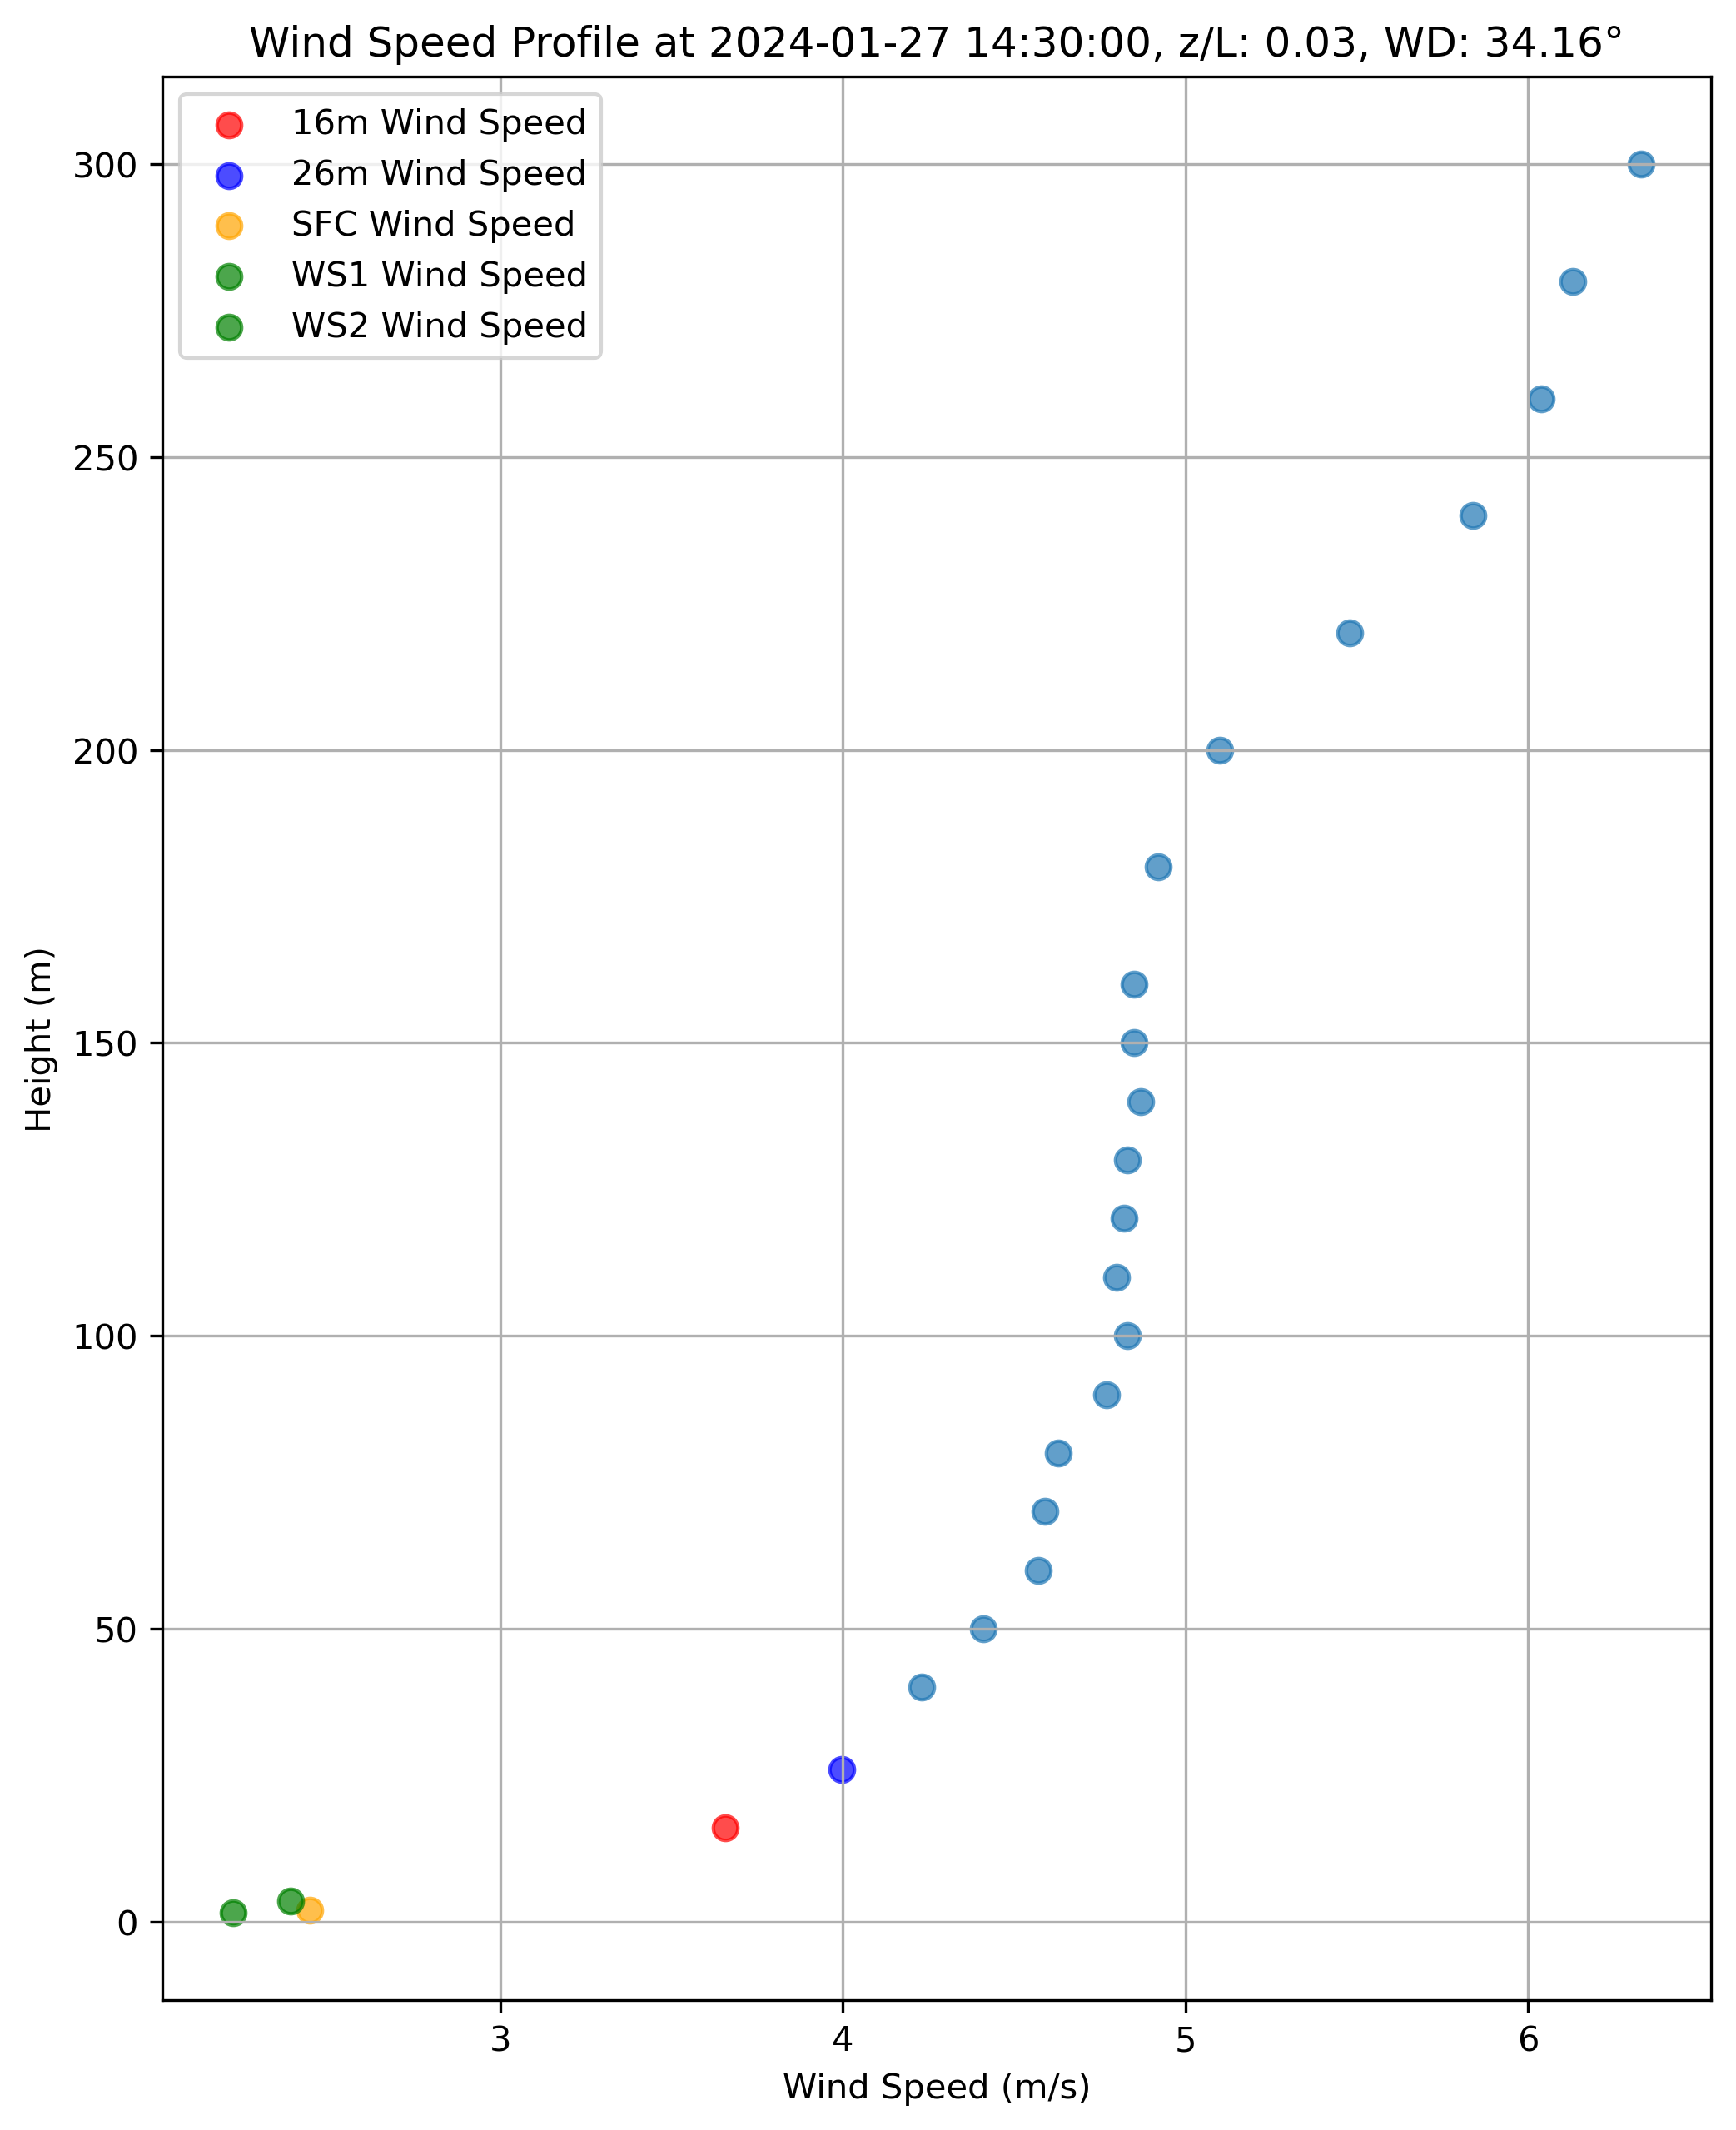 Wind Speed Profile at 2024-01-27 14:30:00, z/L: 0.03, WD: 34.16°
16m Wind Speed
26m Wind Speed
SFC Wind Speed
WS1 Wind Speed
WS2 Wind Speed
300
250
200
150
100
50
0
Height (m)
3 4 5 6
Wind Speed (m/s)